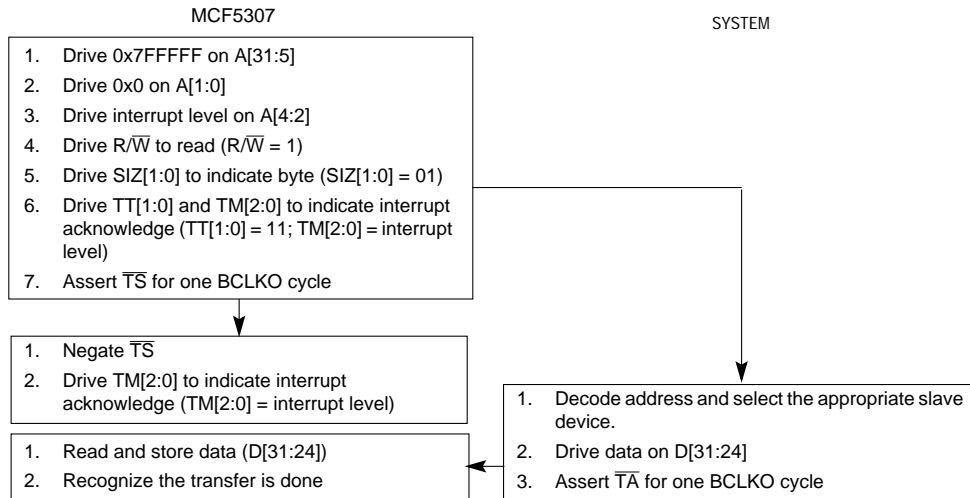 MCF5307
SYSTEM
1. Drive 0x7FFFFF on A[31:5]
2. Drive 0x0 on A[1:0]
3. Drive interrupt level on A[4:2]
4. Drive R/W̅ to read (R/W̅ = 1)
5. Drive SIZ[1:0] to indicate byte (SIZ[1:0] = 01)
6. Drive TT[1:0] and TM[2:0] to indicate interrupt
acknowledge (TT[1:0] = 11; TM[2:0] = interrupt
level)
7. Assert T̅S̅ for one BCLKO cycle
1. Negate T̅S̅
2. Drive TM[2:0] to indicate interrupt
acknowledge (TM[2:0] = interrupt level)
1. Decode address and select the appropriate slave
device.
2. Drive data on D[31:24]
3. Assert T̅A̅ for one BCLKO cycle
1. Read and store data (D[31:24])
2. Recognize the transfer is done